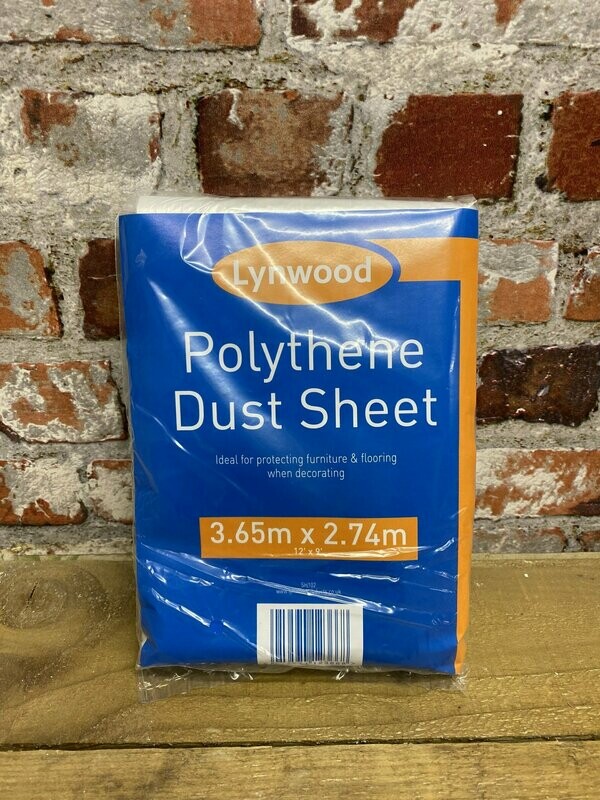 Lynwood
Polythene
Dust Sheet
Ideal for protecting furniture & flooring
when decorating
3.65m x 2.74m
12' x 9'